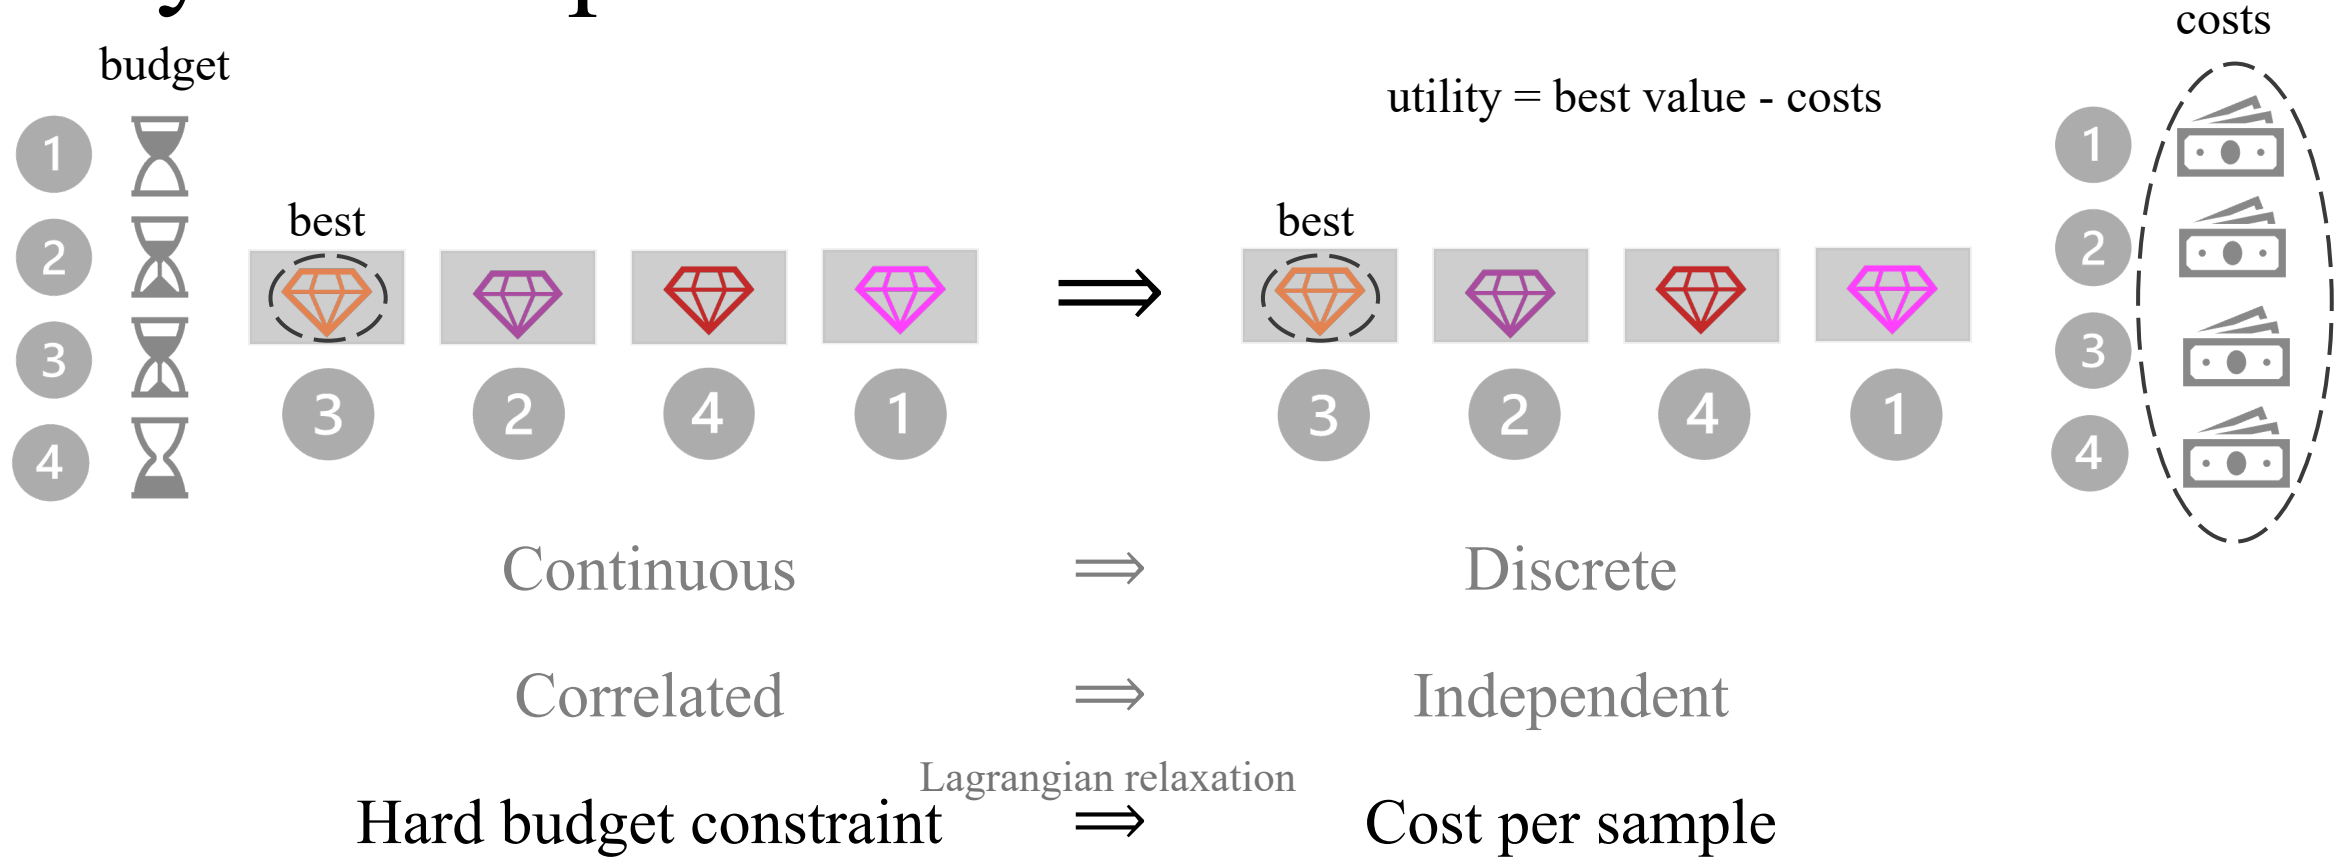 costs
budget
utility = best value - costs
1
1
2
2
best
best
3
3
3 2 4 1
3 2 4 1
4
4
Continuous ⟹ Discrete
Correlated ⟹ Independent
Lagrangian relaxation
Hard budget constraint ⟹ Cost per sample